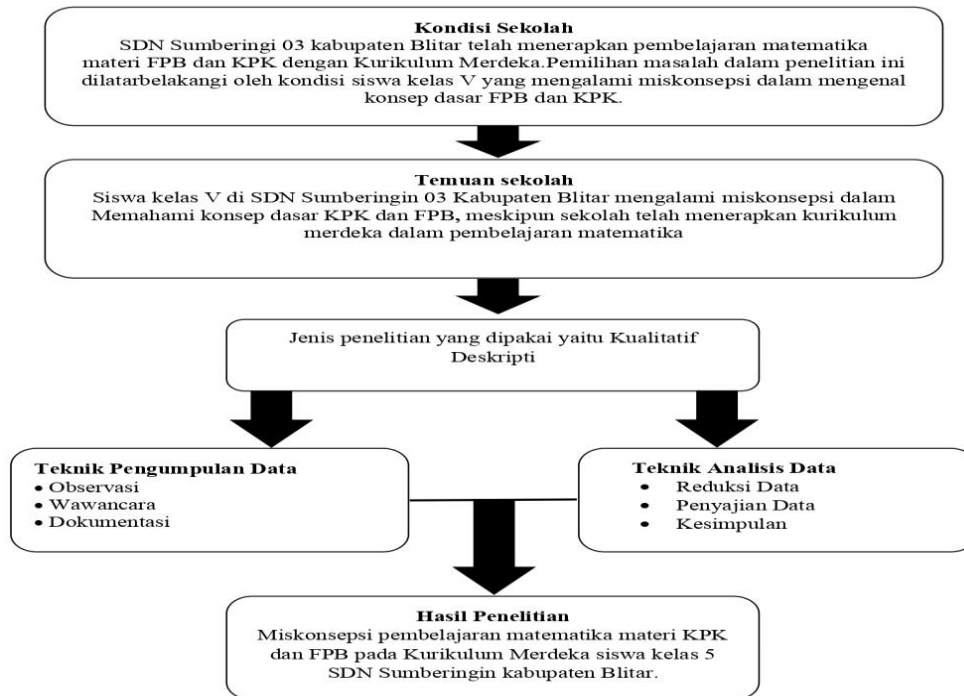 Kondisi Sekolah
SDN Sumberingi 03 kabupaten Blitar telah menerapkan pembelajaran matematika
materi FPB dan KPK dengan Kurikulum Merdeka.Pemilihan masalah dalam penelitian ini
dilatarbelakangi oleh kondisi siswa kelas V yang mengalami miskonsepsi dalam mengenal
konsep dasar FPB dan KPK.
Temuan sekolah
Siswa kelas V di SDN Sumberingin 03 Kabupaten Blitar mengalami miskonsepsi dalam
Memahami konsep dasar KPK dan FPB, meskipun sekolah telah menerapkan kurikulum
merdeka dalam pembelajaran matematika
Jenis penelitian yang dipakai yaitu Kualitatif
Deskripti
Teknik Pengumpulan Data
• Observasi
• Wawancara
• Dokumentasi
Teknik Analisis Data
• Reduksi Data
• Penyajian Data
• Kesimpulan
Hasil Penelitian
Miskonsepsi pembelajaran matematika materi KPK
dan FPB pada Kurikulum Merdeka siswa kelas 5
SDN Sumberingin kabupaten Blitar.